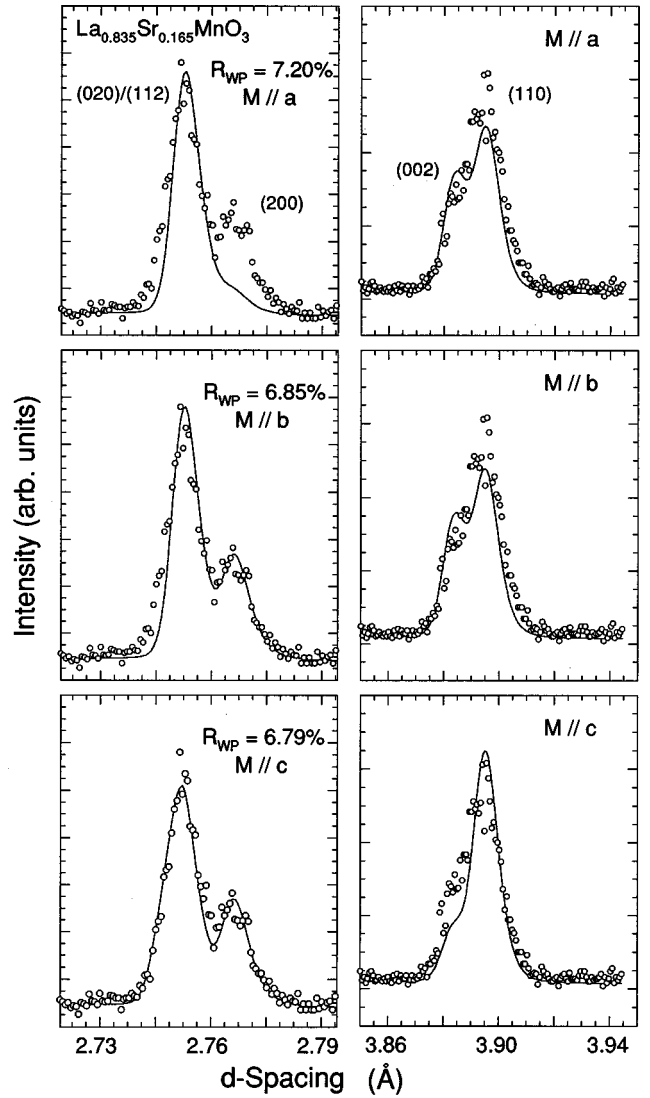 La0.835Sr0.165MnO3
(020)/(112)
RWP = 7.20%
M // a
(200)
M // a
(110)
(002)
RWP = 6.85%
M // b
M // b
RWP = 6.79%
M // c
M // c
Intensity (arb. units)
2.73 2.76 2.79
3.86 3.90 3.94
d-Spacing (Å)